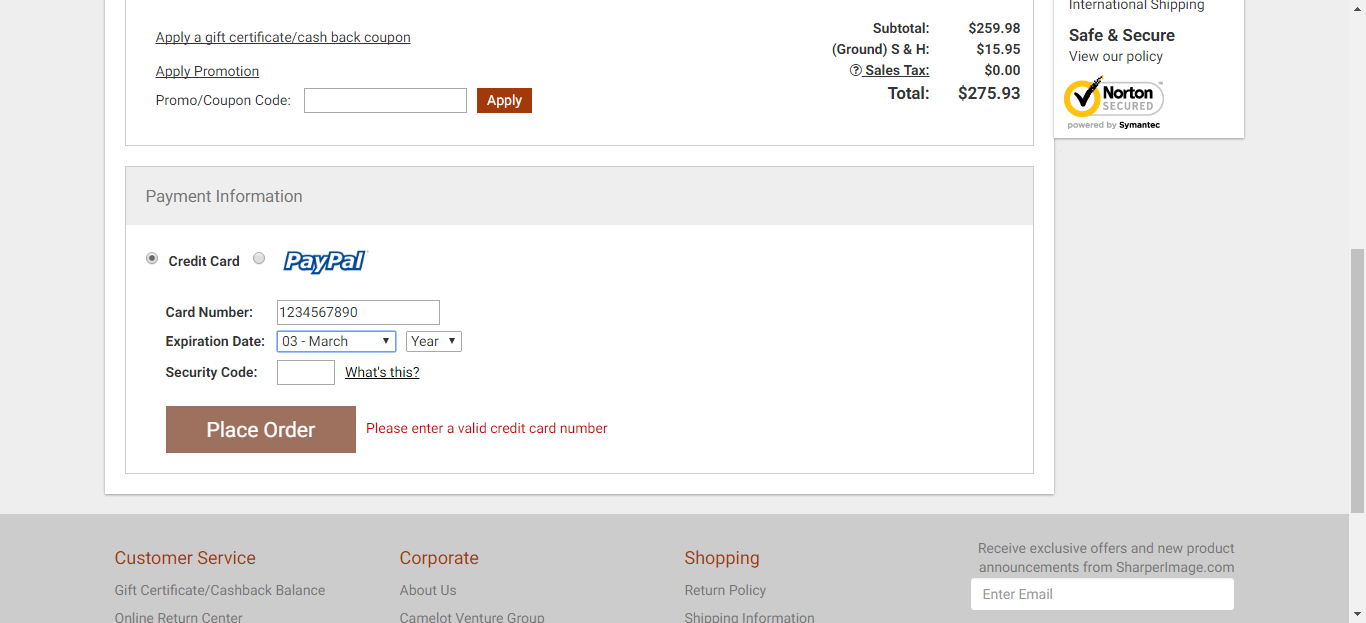 International Shipping
Safe & Secure
View our policy
Norton
SECURED
powered by Symantec
Apply a gift certificate/cash back coupon
Apply Promotion
Promo/Coupon Code:
Apply
Subtotal: $259.98
(Ground) S & H: $15.95
? Sales Tax: $0.00
Total: $275.93
Payment Information
Credit Card
PayPal
Card Number: 1234567890
Expiration Date: 03 - March Year
Security Code: What's this?
Place Order Please enter a valid credit card number
Customer Service
Gift Certificate/Cashback Balance
Online Return Center
Corporate
About Us
Camelot Venture Group
Shopping
Return Policy
Shipping Information
Receive exclusive offers and new product
announcements from SharperImage.com
Enter Email